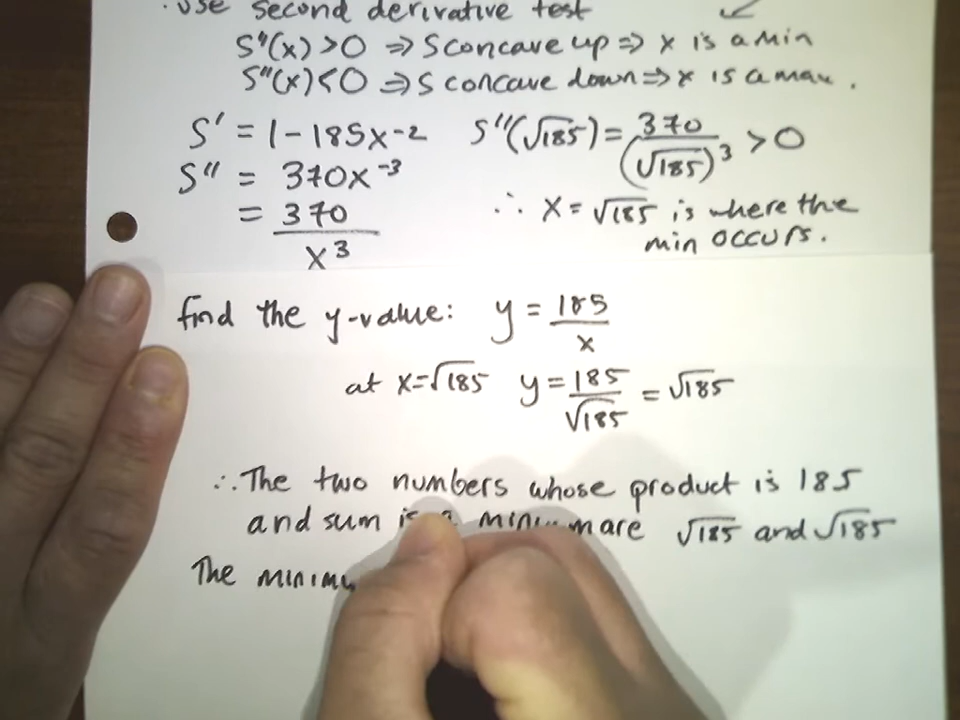 · Use second derivative test
S''(x) > 0 ⇒ S concave up ⇒ x is a min
S''(x) < 0 ⇒ S concave down ⇒ x is a max.
S' = 1 - 185x^-2 S''(√185) = 370/(√185)^3 > 0
S'' = 370x^-3
= 370/x^3 ∴ x = √185 is where the
min occurs.
find the y-value: y = 185/x
at x=√185 y = 185/√185 = √185
∴ The two numbers whose product is 185
and sum is a minimum are √185 and √185
The minimu